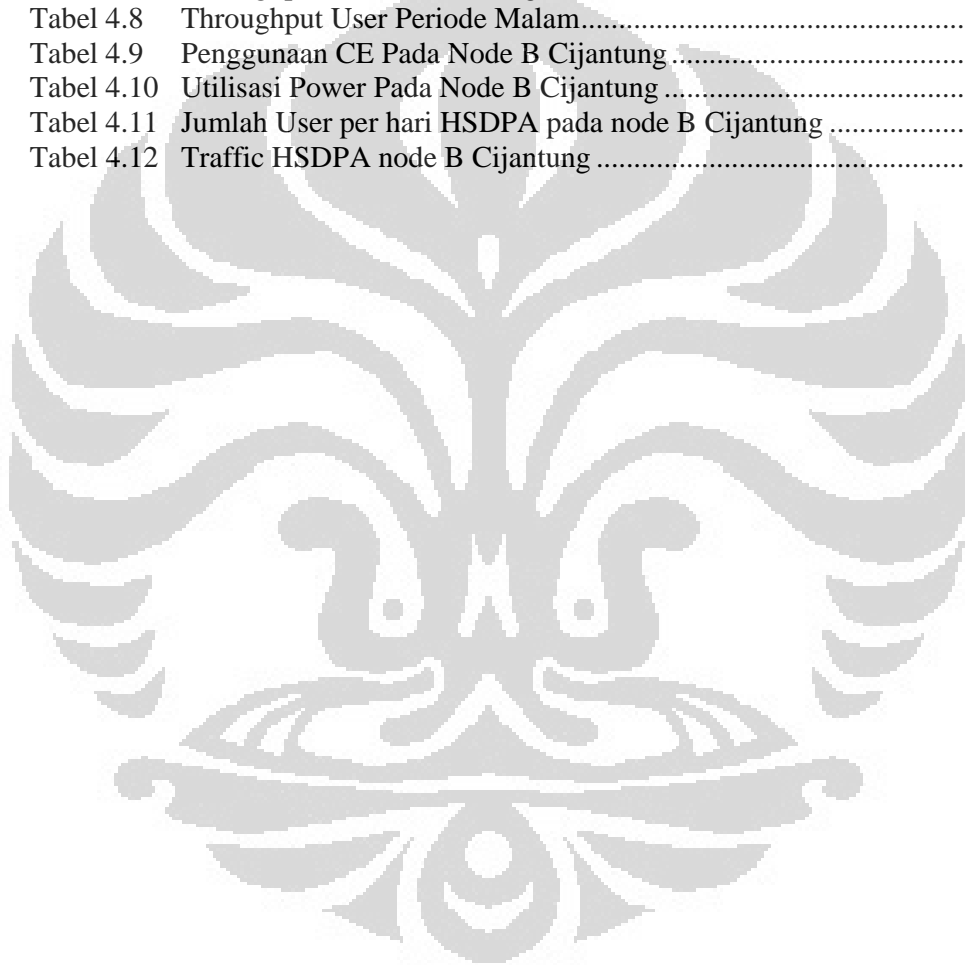 Tabel 4.8 Throughput User Periode Malam..............................................
Tabel 4.9 Penggunaan CE Pada Node B Cijantung ..................................
Tabel 4.10 Utilisasi Power Pada Node B Cijantung ...................................
Tabel 4.11 Jumlah User per hari HSDPA pada node B Cijantung .............
Tabel 4.12 Traffic HSDPA node B Cijantung ............................................